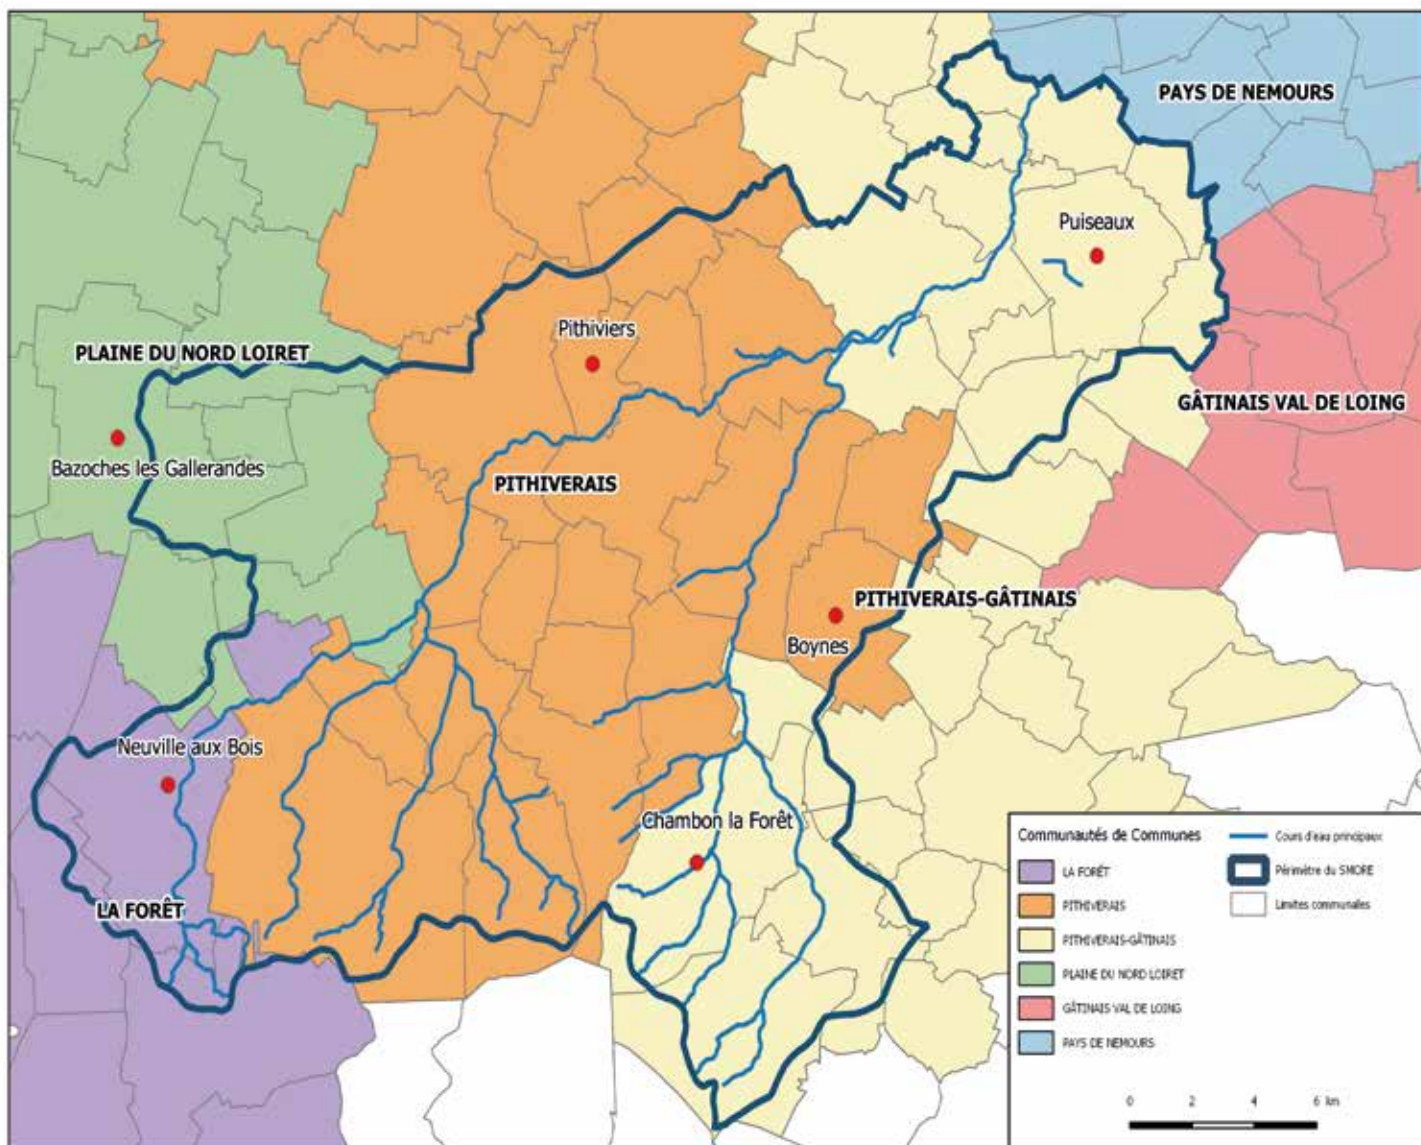 PAYS DE NEMOURS
Puiseaux
Pithiviers
PLAINE DU NORD LOIRET
GÂTINAIS VAL DE LOING
Bazoches les Gallerandes
PITHIVERAIS
PITHIVERAIS-GÂTINAIS
Boynes
Neuville aux Bois
Chambon la Forêt
LA FORÊT
Communautés de Communes
LA FORÊT
PITHIVERAIS
PITHIVERAIS-GÂTINAIS
PLAINE DU NORD LOIRET
GÂTINAIS VAL DE LOING
PAYS DE NEMOURS
Cours d'eau principaux
Périmètre du SMORE
Limites communales
0 2 4 6 km